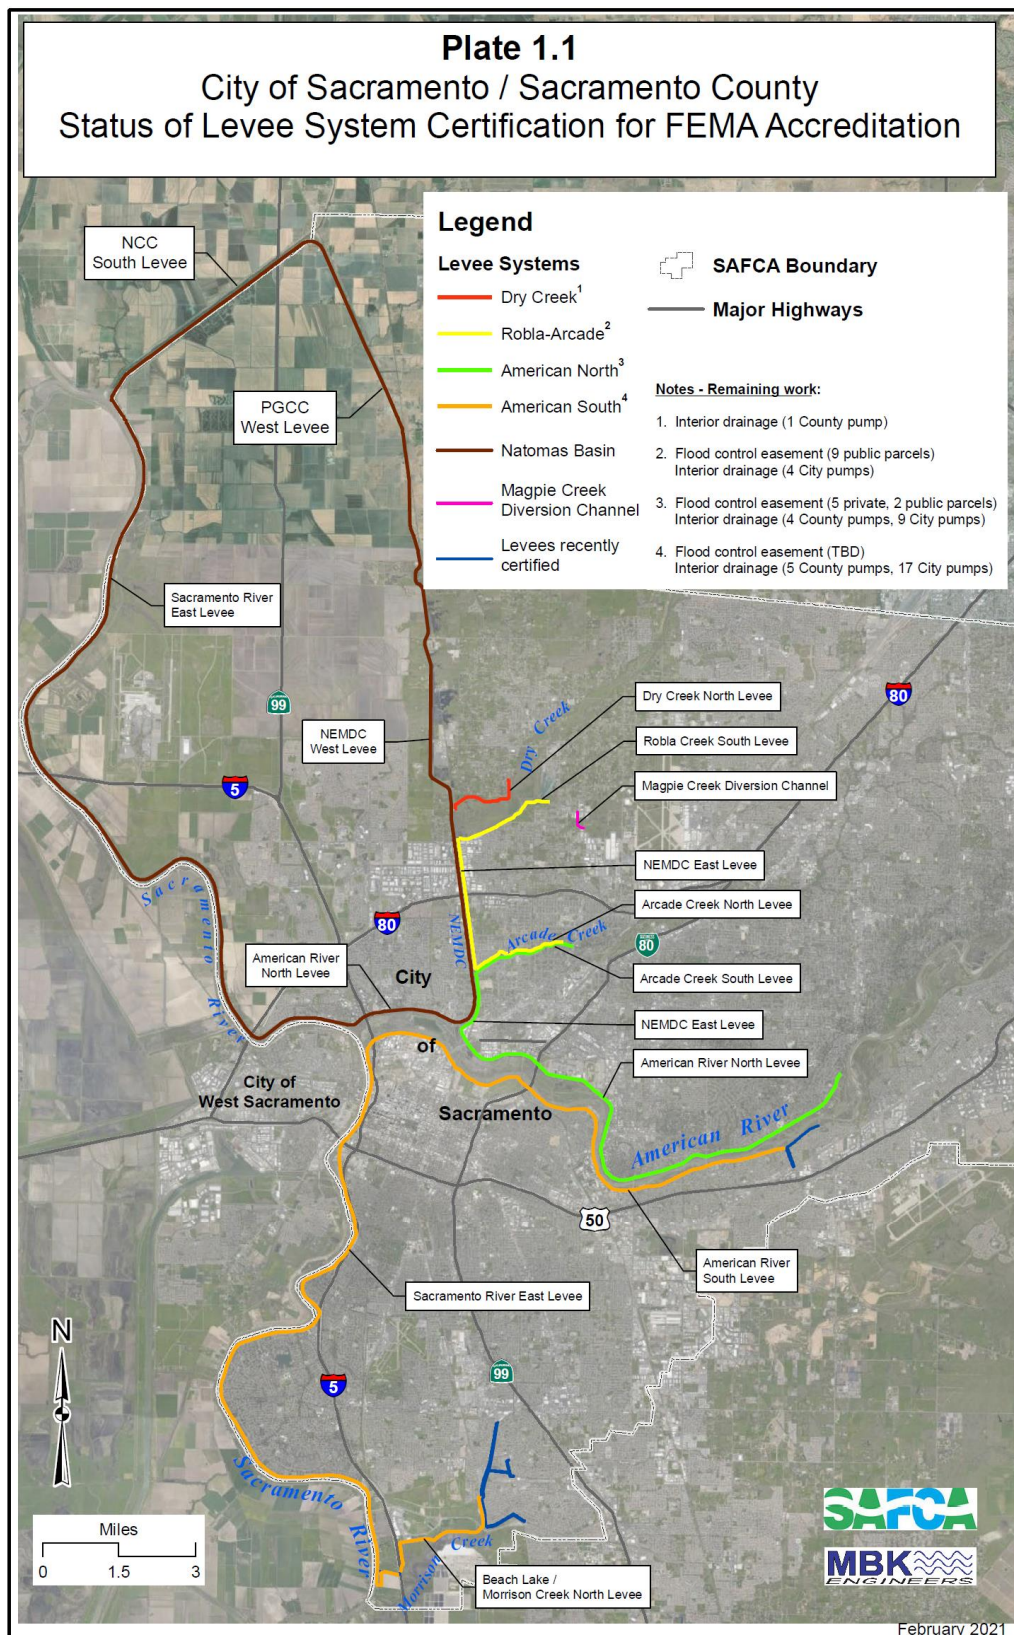 Plate 1.1
City of Sacramento / Sacramento County
Status of Levee System Certification for FEMA Accreditation
Legend
Levee Systems
Dry Creek1
Robla-Arcade2
American North3
American South4
Natomas Basin
Magpie Creek
Diversion Channel
Levees recently
certified
SAFCA Boundary
Major Highways
Notes - Remaining work:
1. Interior drainage (1 County pump)
2. Flood control easement (9 public parcels)
Interior drainage (4 City pumps)
3. Flood control easement (5 private, 2 public parcels)
Interior drainage (4 County pumps, 9 City pumps)
4. Flood control easement (TBD)
Interior drainage (5 County pumps, 17 City pumps)
NCC
South Levee
PGCC
West Levee
Sacramento River
East Levee
99
80
Dry Creek North Levee
Dry Creek
NEMDC
West Levee
Robla Creek South Levee
5
Magpie Creek Diversion Channel
NEMDC East Levee
Sacramento River
80
NEMDC
Arcade Creek North Levee
Arcade Creek
80
American River
North Levee
City
Arcade Creek South Levee
NEMDC East Levee
of
American River North Levee
City of
West Sacramento
Sacramento
American River
50
American River
South Levee
Sacramento River East Levee
N
5
99
Sacramento River
Miles
0 1.5 3
Morrison Creek
Beach Lake /
Morrison Creek North Levee
SAFCA
MBK
ENGINEERS
February 2021